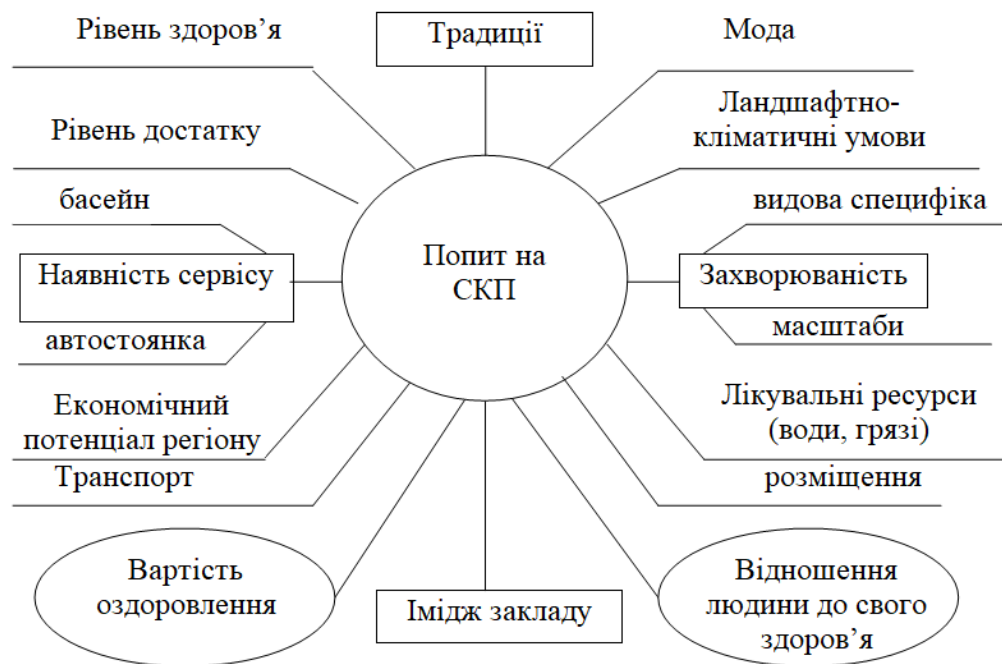 Рівень здоров’я
Традиції
Мода
Рівень достатку
Ландшафтно-
кліматичні умови
басейн
видова специфіка
Наявність сервісу
Попит на
СКП
Захворюваність
автостоянка
масштаби
Економічний
потенціал регіону
Лікувальні ресурси
(води, грязі)
Транспорт
розміщення
Вартість
оздоровлення
Імідж закладу
Відношення
людини до свого
здоров’я